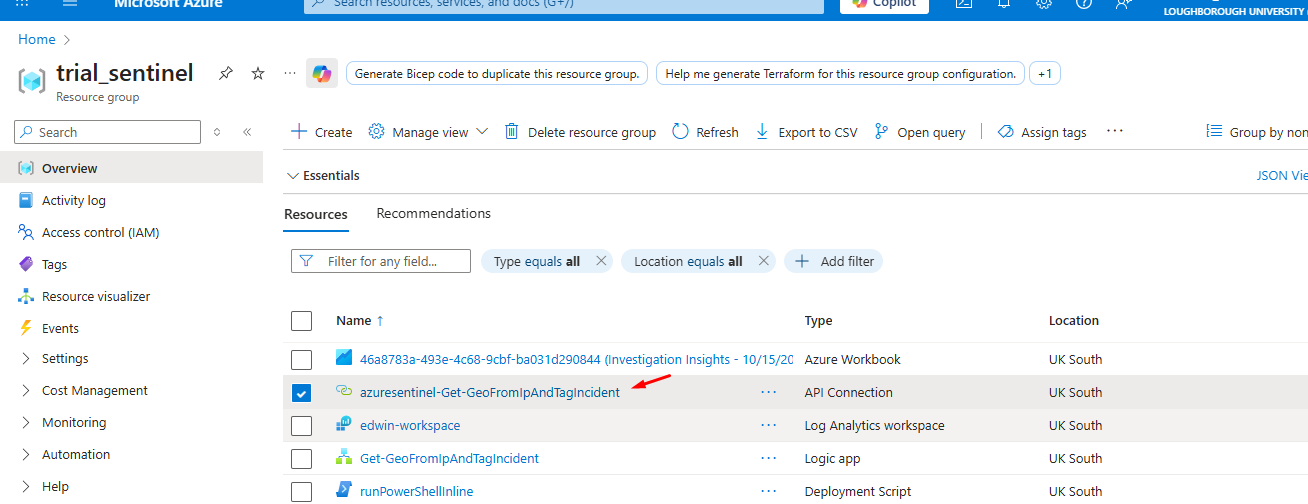 Microsoft Azure
Search resources, services, and docs (G+/)
Copilot
LOUGHBOROUGH UNIVERSITY (
Home >
trial_sentinel
Resource group
Generate Bicep code to duplicate this resource group.
Help me generate Terraform for this resource group configuration.
+1
Search
Create
Manage view
Delete resource group
Refresh
Export to CSV
Open query
Assign tags
Group by non
Overview
Activity log
Access control (IAM)
Tags
Resource visualizer
Events
Settings
Cost Management
Monitoring
Automation
Help
Essentials
JSON Vie
Resources
Recommendations
Filter for any field...
Type equals all
Location equals all
Add filter
Name ↑ Type Location
46a8783a-493e-4c68-9cbf-ba031d290844 (Investigation Insights - 10/15/20 Azure Workbook UK South
azuresentinel-Get-GeoFromIpAndTagIncident API Connection UK South
edwin-workspace Log Analytics workspace UK South
Get-GeoFromIpAndTagIncident Logic app UK South
runPowerShellInline Deployment Script UK South